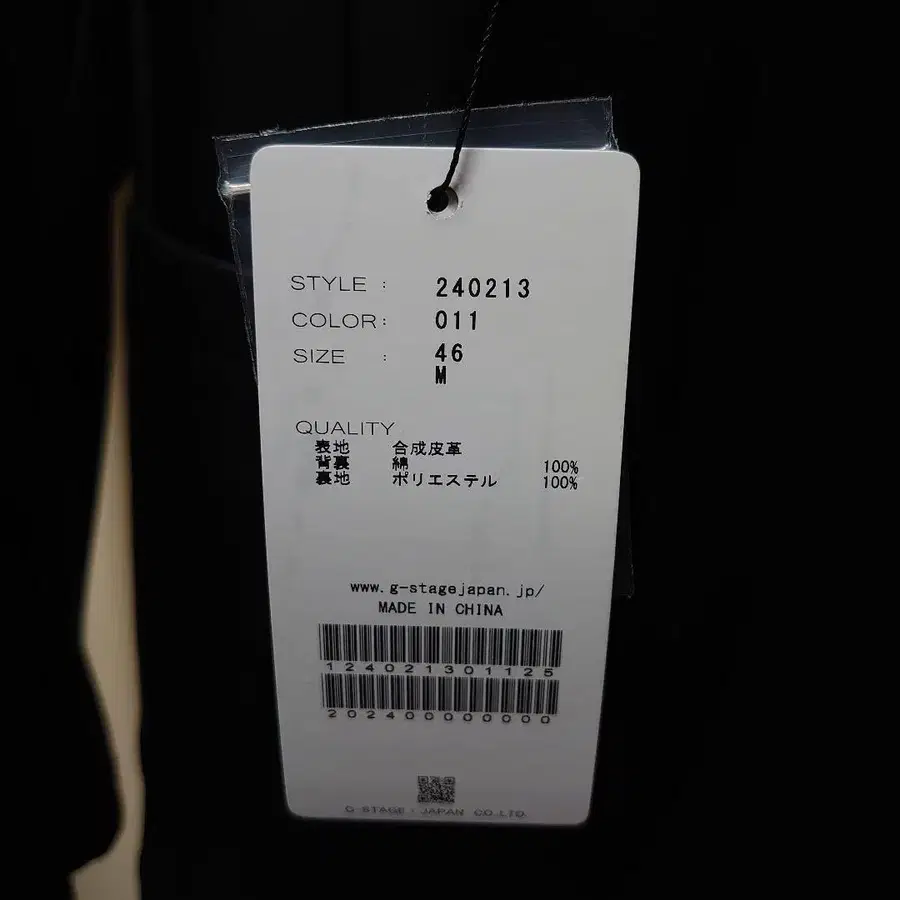 STYLE : 240213
COLOR: 011
SIZE : 46
M
QUALITY
表地 合成皮革
背裏 綿 100%
裏地 ポリエステル 100%
www.g-stagejapan.jp/
MADE IN CHINA
124021301125
2024000000000
G-STAGE・JAPAN CO.LTD.